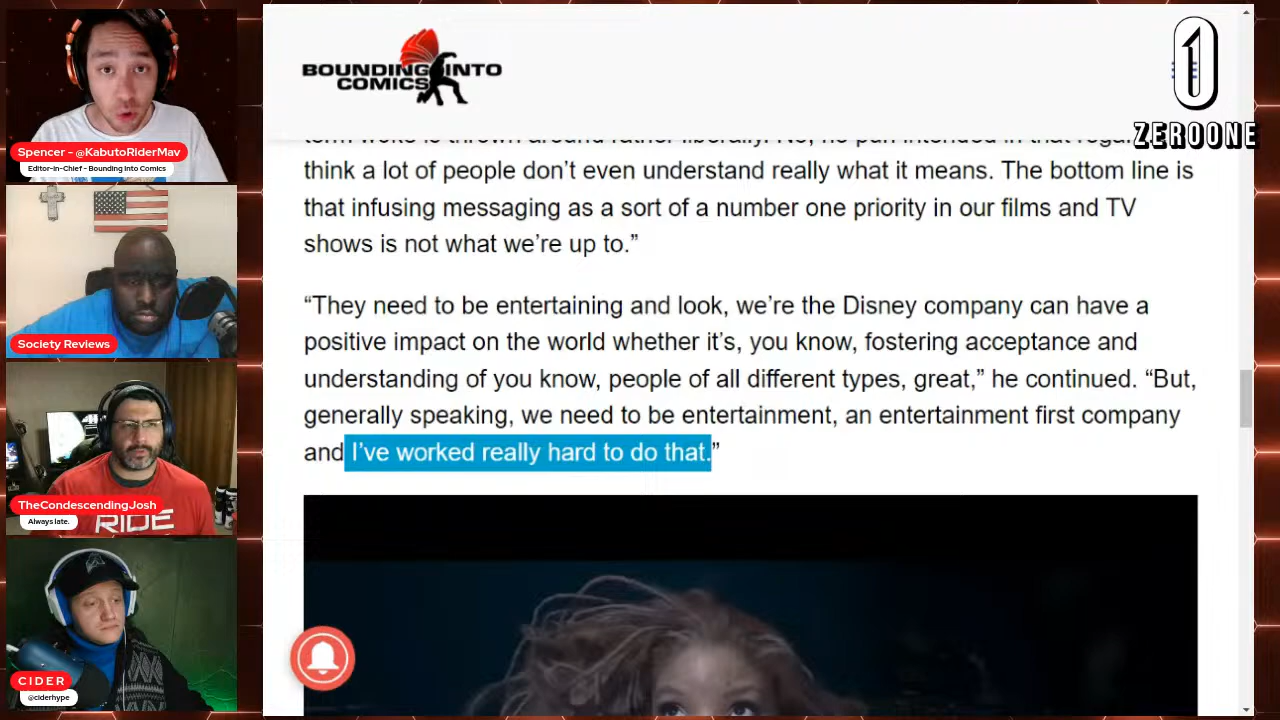 Spencer - @KabutoRiderMav
Editor-in-Chief - Bounding Into Comics
Society Reviews
TheCondescendingJosh
Always late.
RIDE
CIDER
@ciderhype
BOUNDING INTO
COMICS
ZEROONE
think a lot of people don't even understand really what it means. The bottom line is
that infusing messaging as a sort of a number one priority in our films and TV
shows is not what we're up to.”
“They need to be entertaining and look, we're the Disney company can have a
positive impact on the world whether it's, you know, fostering acceptance and
understanding of you know, people of all different types, great,” he continued. “But,
generally speaking, we need to be entertainment, an entertainment first company
and I've worked really hard to do that.”